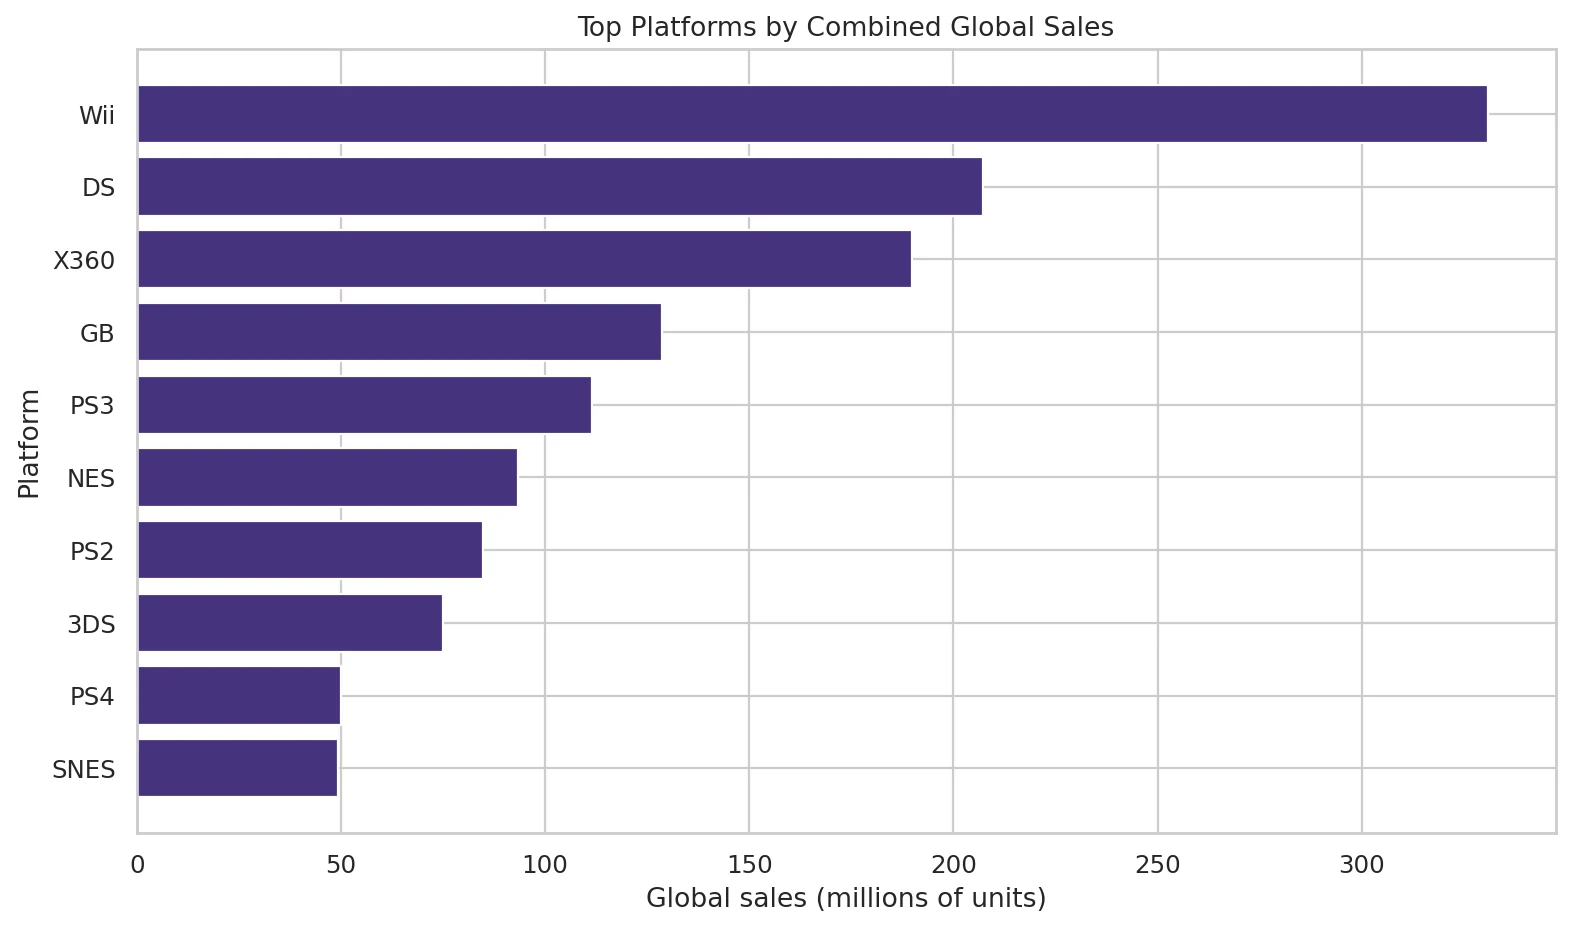 Top Platforms by Combined Global Sales
Platform
Wii
DS
X360
GB
PS3
NES
PS2
3DS
PS4
SNES
0 50 100 150 200 250 300
Global sales (millions of units)